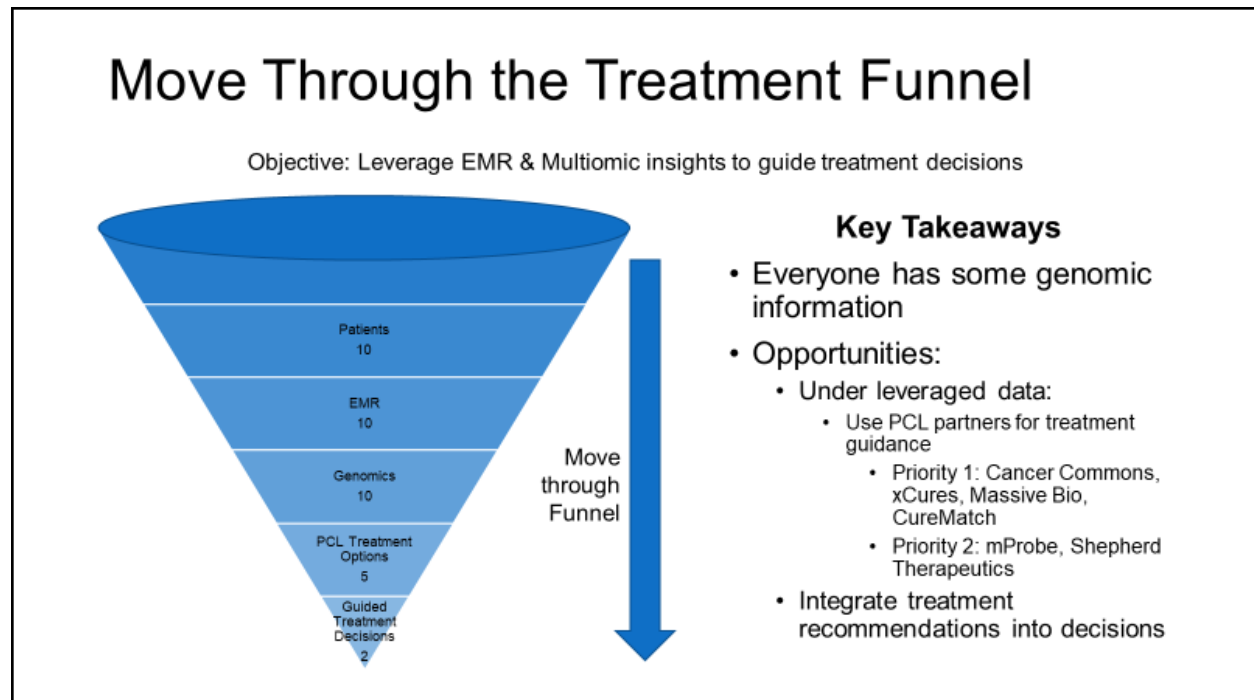 Move Through the Treatment Funnel
Objective: Leverage EMR & Multiomic insights to guide treatment decisions
Patients
10
EMR
10
Genomics
10
PCL Treatment
Options
5
Guided
Treatment
Decisions
2
Move
through
Funnel
Key Takeaways
• Everyone has some genomic
information
• Opportunities:
• Under leveraged data:
• Use PCL partners for treatment
guidance
• Priority 1: Cancer Commons,
xCures, Massive Bio,
CureMatch
• Priority 2: mProbe, Shepherd
Therapeutics
• Integrate treatment
recommendations into decisions